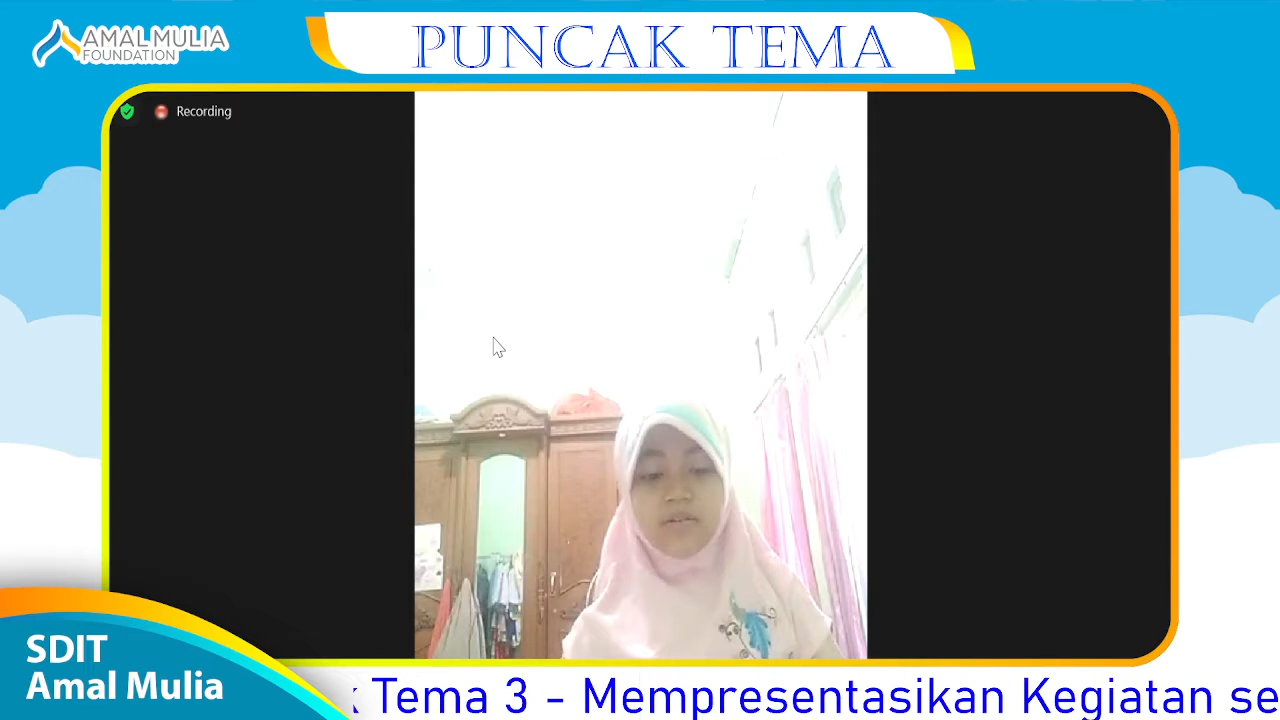 AMAL MULIA
FOUNDATION
PUNCAK TEMA
Recording
SDIT
Amal Mulia
Tema 3 - Mempresentasikan Kegiatan se